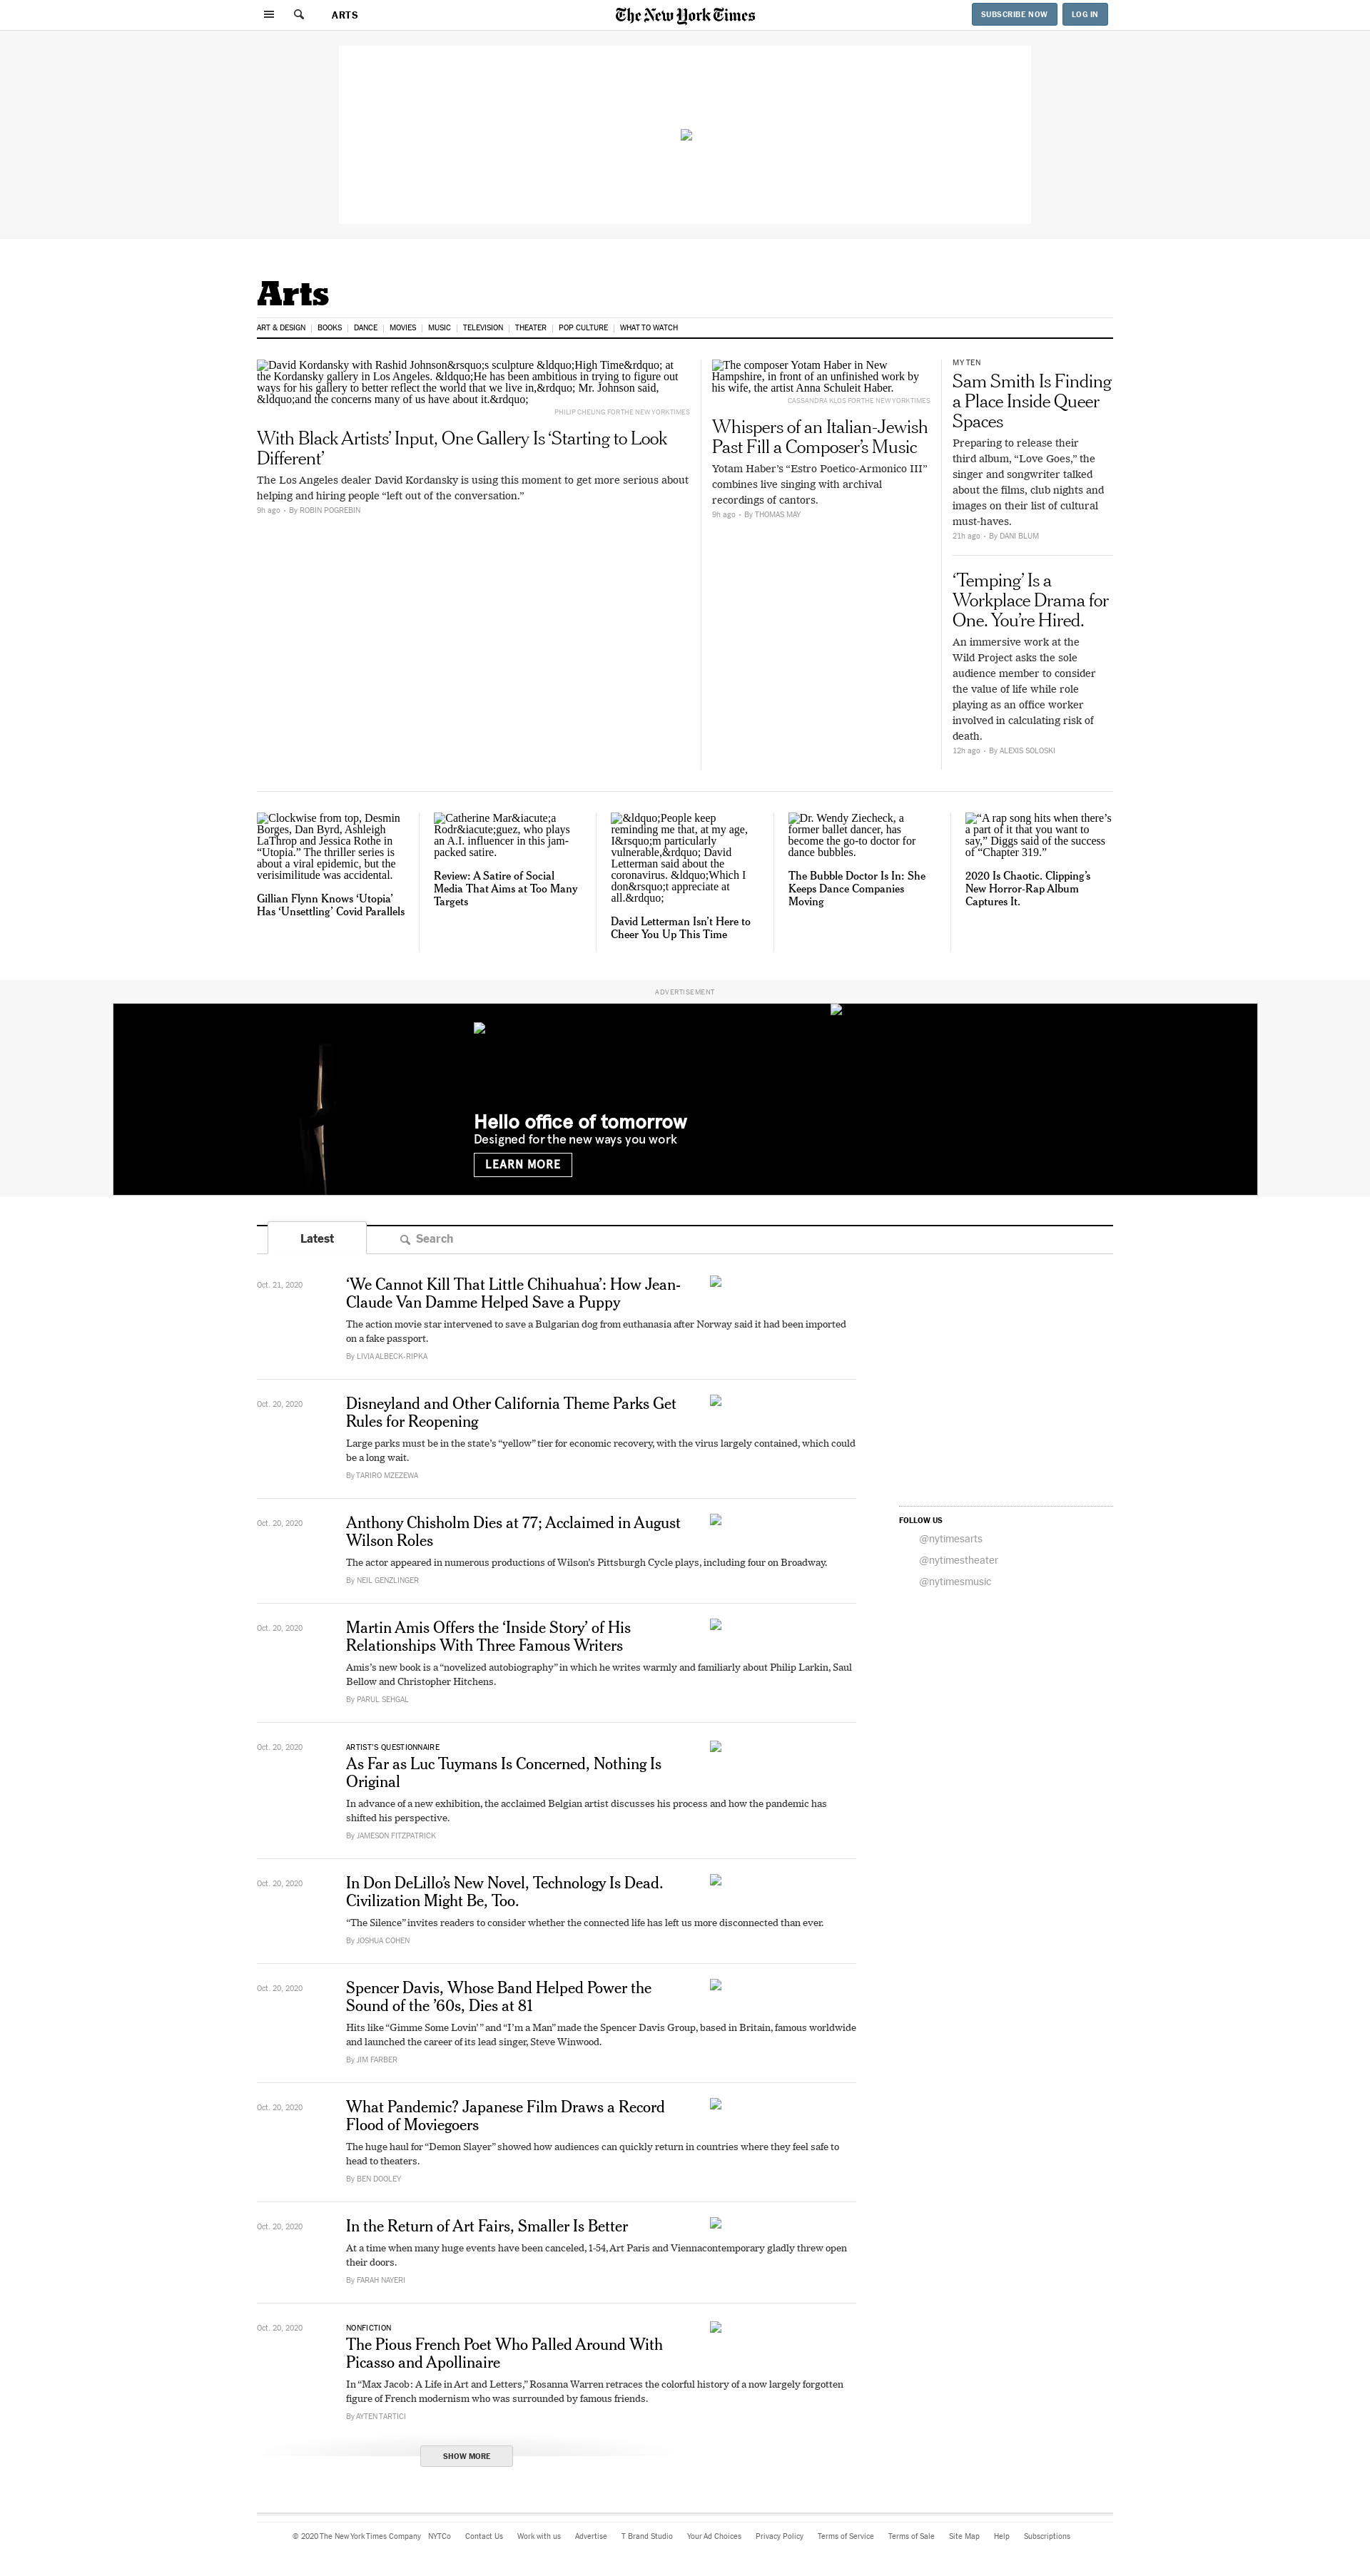 ARTS
The New York Times
SUBSCRIBE NOW
LOG IN
Arts
ART & DESIGN
BOOKS
DANCE
MOVIES
MUSIC
TELEVISION
THEATER
POP CULTURE
WHAT TO WATCH
David Kordansky with Rashid Johnson&rsquo;s sculpture &ldquo;High Time&rdquo; at
the Kordansky gallery in Los Angeles. &ldquo;He has been ambitious in trying to figure out
ways for his gallery to better reflect the world that we live in,&rdquo; Mr. Johnson said,
&ldquo;and the concerns many of us have about it.&rdquo;
PHILIP CHEUNG FOR THE NEW YORK TIMES
With Black Artists’ Input, One Gallery Is ‘Starting to Look
Different’
The Los Angeles dealer David Kordansky is using this moment to get more serious about
helping and hiring people “left out of the conversation.”
9h ago • By ROBIN POGREBIN
The composer Yotam Haber in New
Hampshire, in front of an unfinished work by
his wife, the artist Anna Schuleit Haber.
CASSANDRA KLOS FOR THE NEW YORK TIMES
Whispers of an Italian-Jewish
Past Fill a Composer’s Music
Yotam Haber’s “Estro Poetico-Armonico III”
combines live singing with archival
recordings of cantors.
9h ago • By THOMAS MAY
MY TEN
Sam Smith Is Finding
a Place Inside Queer
Spaces
Preparing to release their
third album, “Love Goes,” the
singer and songwriter talked
about the films, club nights and
images on their list of cultural
must-haves.
21h ago • By DANI BLUM
‘Temping’ Is a
Workplace Drama for
One. You’re Hired.
An immersive work at the
Wild Project asks the sole
audience member to consider
the value of life while role
playing as an office worker
involved in calculating risk of
death.
12h ago • By ALEXIS SOLOSKI
Clockwise from top, Desmin
Borges, Dan Byrd, Ashleigh
LaThrop and Jessica Rothe in
“Utopia.” The thriller series is
about a viral epidemic, but the
verisimilitude was accidental.
Gillian Flynn Knows ‘Utopia’
Has ‘Unsettling’ Covid Parallels
Catherine Mar&iacute;a
Rodr&iacute;guez, who plays
an A.I. influencer in this jam-
packed satire.
Review: A Satire of Social
Media That Aims at Too Many
Targets
&ldquo;People keep
reminding me that, at my age,
I&rsquo;m particularly
vulnerable,&rdquo; David
Letterman said about the
coronavirus. &ldquo;Which I
don&rsquo;t appreciate at
all.&rdquo;
David Letterman Isn’t Here to
Cheer You Up This Time
Dr. Wendy Ziecheck, a
former ballet dancer, has
become the go-to doctor for
dance bubbles.
The Bubble Doctor Is In: She
Keeps Dance Companies
Moving
“A rap song hits when there’s
a part of it that you want to
say,” Diggs said of the success
of “Chapter 319.”
2020 Is Chaotic. Clipping’s
New Horror-Rap Album
Captures It.
ADVERTISEMENT
Hello office of tomorrow
Designed for the new ways you work
LEARN MORE
Latest
Search
Oct. 21, 2020
‘We Cannot Kill That Little Chihuahua’: How Jean-
Claude Van Damme Helped Save a Puppy
The action movie star intervened to save a Bulgarian dog from euthanasia after Norway said it had been imported
on a fake passport.
By LIVIA ALBECK-RIPKA
Oct. 20, 2020
Disneyland and Other California Theme Parks Get
Rules for Reopening
Large parks must be in the state’s “yellow” tier for economic recovery, with the virus largely contained, which could
be a long wait.
By TARIRO MZEZEWA
Oct. 20, 2020
Anthony Chisholm Dies at 77; Acclaimed in August
Wilson Roles
The actor appeared in numerous productions of Wilson’s Pittsburgh Cycle plays, including four on Broadway.
By NEIL GENZLINGER
FOLLOW US
@nytimesarts
@nytimestheater
@nytimesmusic
Oct. 20, 2020
Martin Amis Offers the ‘Inside Story’ of His
Relationships With Three Famous Writers
Amis’s new book is a “novelized autobiography” in which he writes warmly and familiarly about Philip Larkin, Saul
Bellow and Christopher Hitchens.
By PARUL SEHGAL
Oct. 20, 2020
ARTIST’S QUESTIONNAIRE
As Far as Luc Tuymans Is Concerned, Nothing Is
Original
In advance of a new exhibition, the acclaimed Belgian artist discusses his process and how the pandemic has
shifted his perspective.
By JAMESON FITZPATRICK
Oct. 20, 2020
In Don DeLillo’s New Novel, Technology Is Dead.
Civilization Might Be, Too.
“The Silence” invites readers to consider whether the connected life has left us more disconnected than ever.
By JOSHUA COHEN
Oct. 20, 2020
Spencer Davis, Whose Band Helped Power the
Sound of the ’60s, Dies at 81
Hits like “Gimme Some Lovin’ ” and “I’m a Man” made the Spencer Davis Group, based in Britain, famous worldwide
and launched the career of its lead singer, Steve Winwood.
By JIM FARBER
Oct. 20, 2020
What Pandemic? Japanese Film Draws a Record
Flood of Moviegoers
The huge haul for “Demon Slayer” showed how audiences can quickly return in countries where they feel safe to
head to theaters.
By BEN DOOLEY
Oct. 20, 2020
In the Return of Art Fairs, Smaller Is Better
At a time when many huge events have been canceled, 1-54, Art Paris and Viennacontemporary gladly threw open
their doors.
By FARAH NAYERI
Oct. 20, 2020
NONFICTION
The Pious French Poet Who Palled Around With
Picasso and Apollinaire
In “Max Jacob: A Life in Art and Letters,” Rosanna Warren retraces the colorful history of a now largely forgotten
figure of French modernism who was surrounded by famous friends.
By AYTEN TARTICI
SHOW MORE
© 2020 The New York Times Company NYTCo Contact Us Work with us Advertise T Brand Studio Your Ad Choices Privacy Policy Terms of Service Terms of Sale Site Map Help Subscriptions